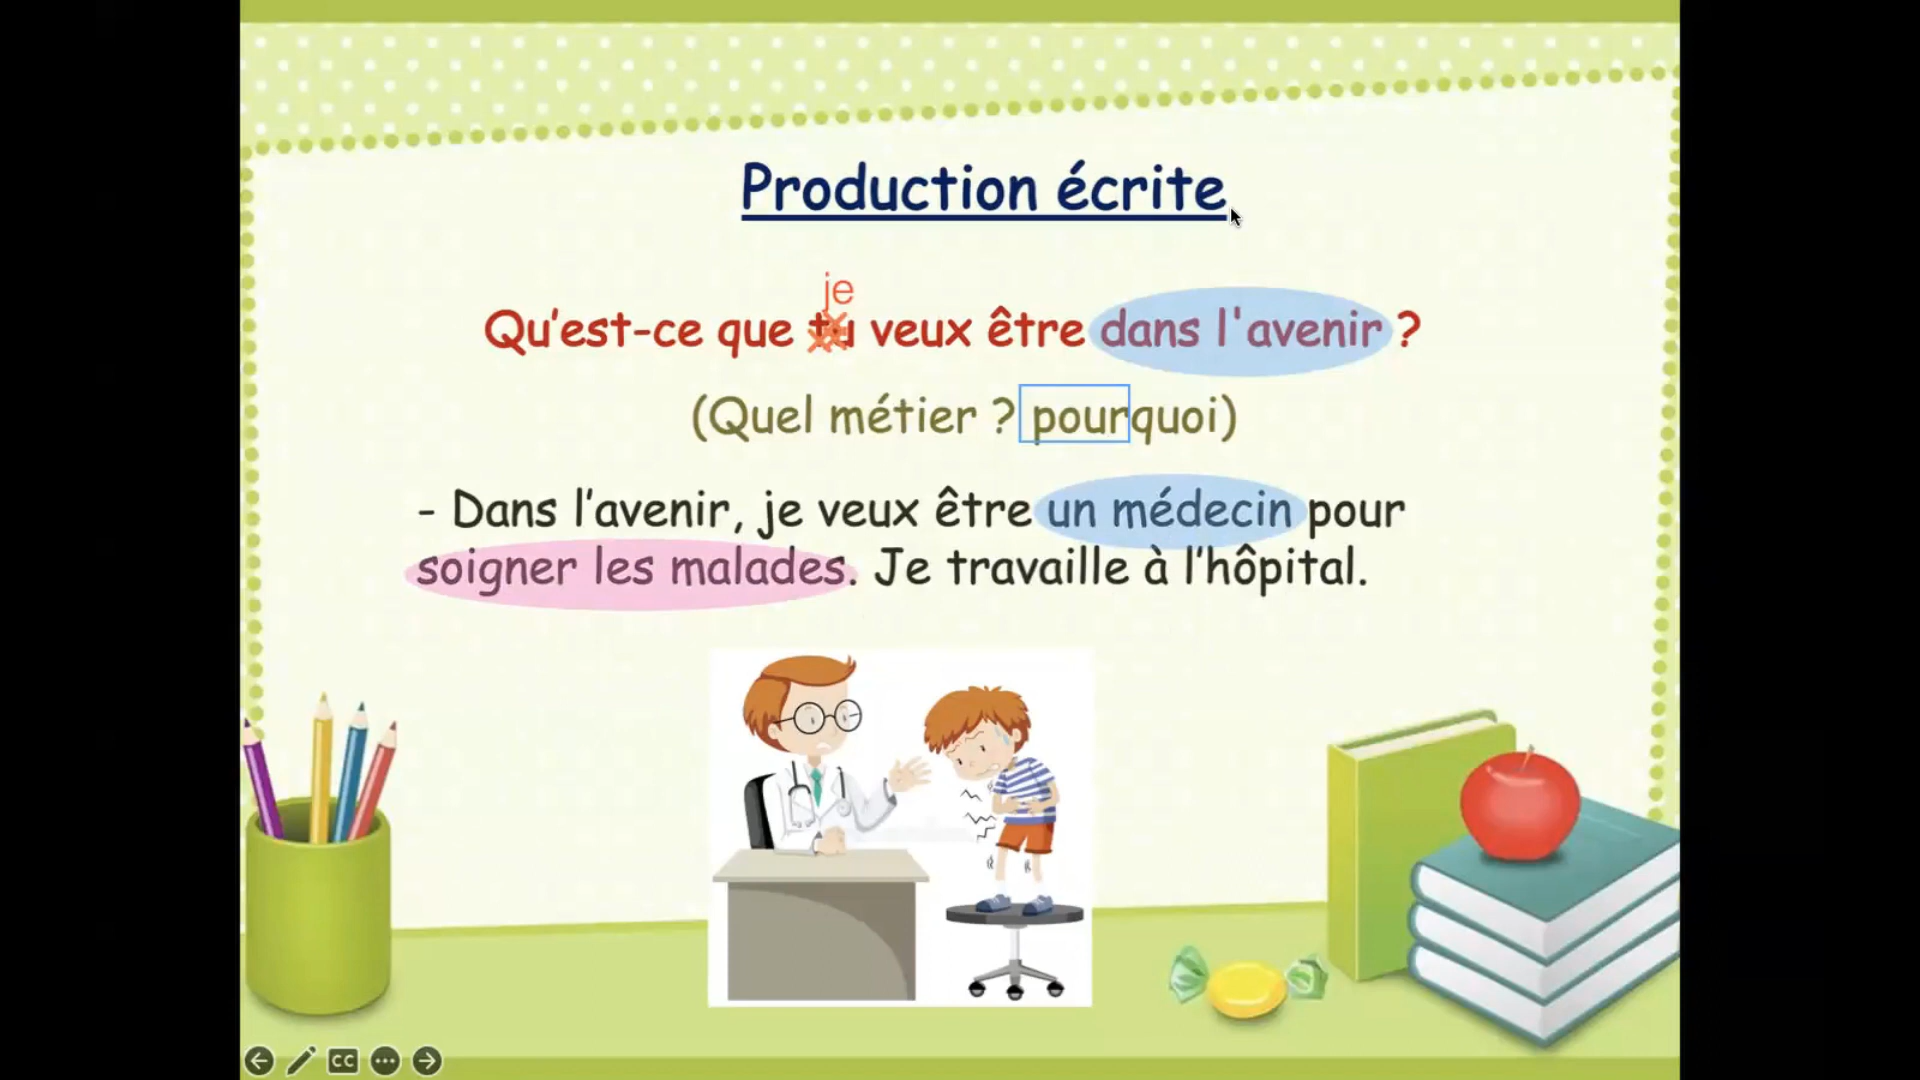 Production écrite
je
Qu'est-ce que tu veux être dans l'avenir ?
(Quel métier ? pourquoi)
- Dans l'avenir, je veux être un médecin pour
soigner les malades. Je travaille à l'hôpital.
CC